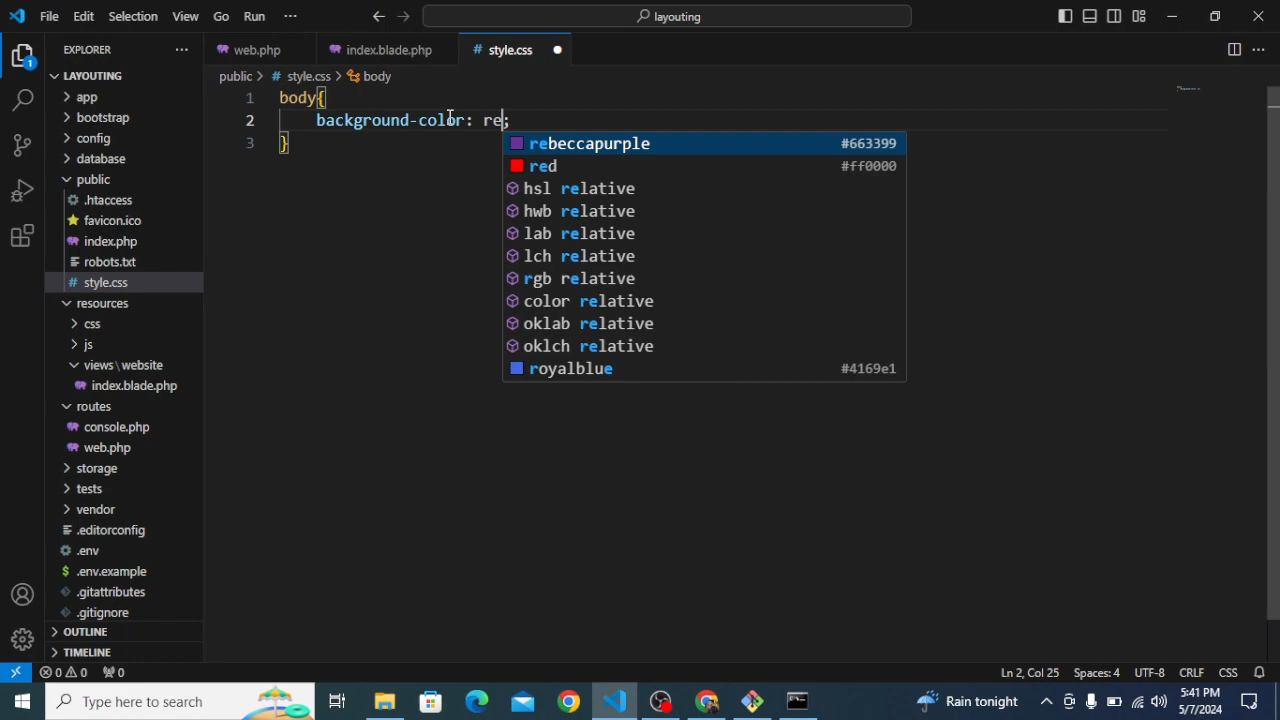 File Edit Selection View Go Run ··· layouting
EXPLORER ···
web.php index.blade.php # style.css
LAYOUTING
public > # style.css > body
app
bootstrap
config
database
public
.htaccess
favicon.ico
index.php
robots.txt
# style.css
resources
css
js
views \ website
index.blade.php
routes
console.php
web.php
storage
tests
vendor
.editorconfig
.env
$ .env.example
.gitattributes
.gitignore
OUTLINE
TIMELINE
1
1 body{
2 background-color: re;
3 }
rebeccapurple #663399
red #ff0000
hsl relative
hwb relative
lab relative
lch relative
rgb relative
color relative
oklab relative
oklch relative
royalblue #4169e1
0 0 0 Ln 2, Col 25 Spaces: 4 UTF-8 CRLF CSS
Type here to search Rain tonight 5:41 PM
5/7/2024